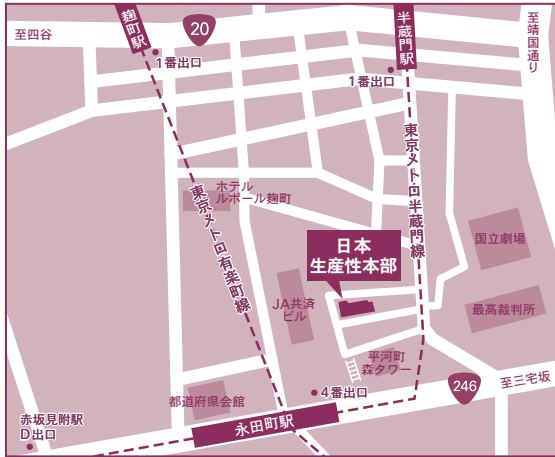 至四谷
麹町駅
20
1番出口
半蔵門駅
1番出口
至靖国通り
東京メトロ半蔵門線
ホテル
ルポール麹町
東京メトロ有楽町線
日本
生産性本部
国立劇場
JA共済
ビル
最高裁判所
平河町
森タワー
246
至三宅坂
4番出口
都道府県会館
永田町駅
赤坂見附駅
D出口